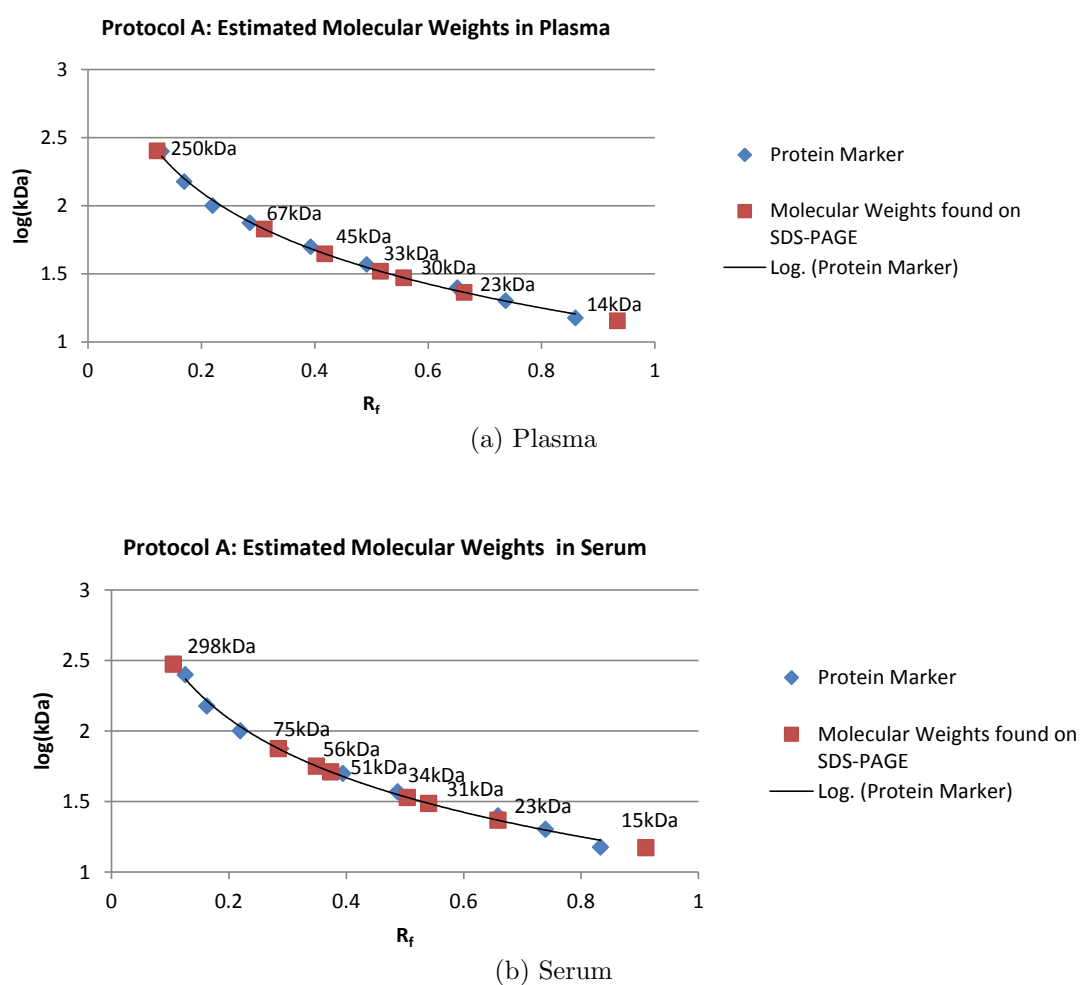 Protocol A: Estimated Molecular Weights in Plasma
3
2.5
2
1.5
1
log(kDa)
250kDa
67kDa
45kDa
33kDa
30kDa
23kDa
14kDa
0
0.2
0.4
0.6
0.8
1
Rf
Protein Marker
Molecular Weights found on
SDS-PAGE
Log. (Protein Marker)
(a) Plasma
Protocol A: Estimated Molecular Weights in Serum
3
2.5
2
1.5
1
log(kDa)
298kDa
75kDa
56kDa
51kDa
34kDa
31kDa
23kDa
15kDa
0
0.2
0.4
0.6
0.8
1
Rf
Protein Marker
Molecular Weights found on
SDS-PAGE
Log. (Protein Marker)
(b) Serum